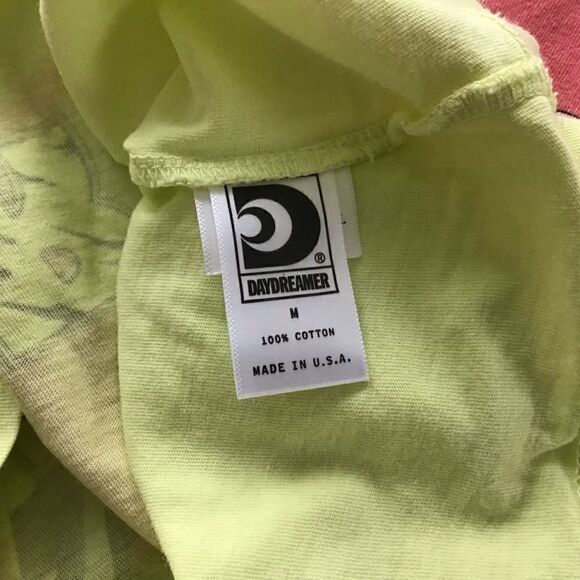 ®
DAYDREAMER
M
100% COTTON
MADE IN U.S.A.